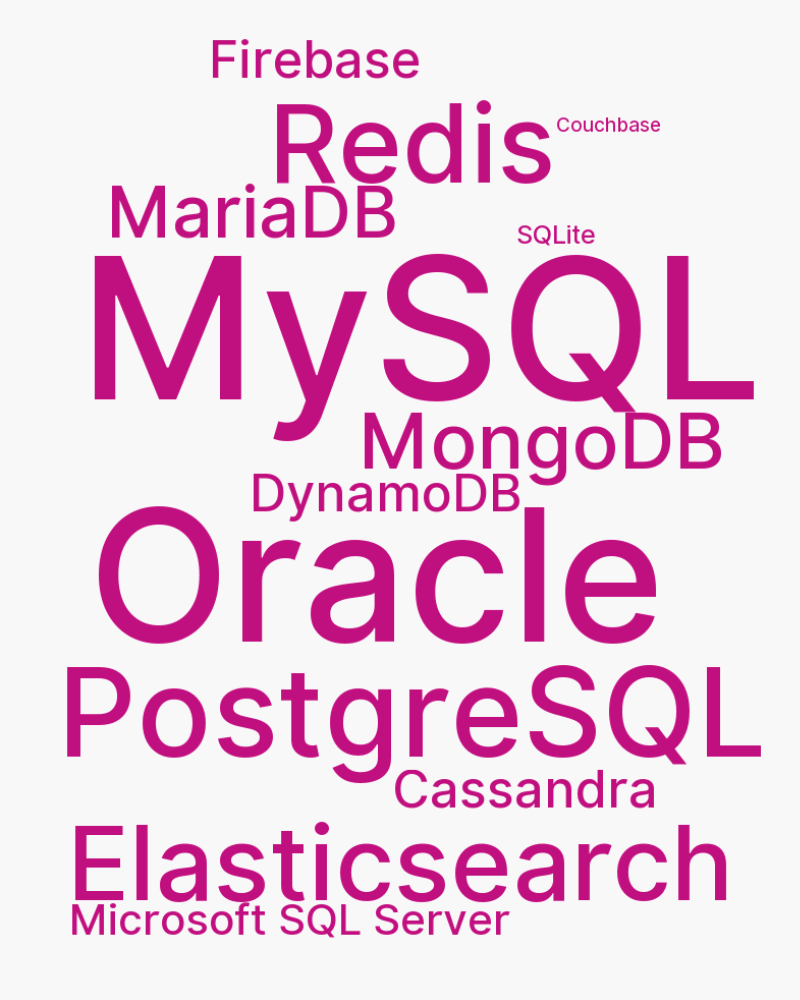 Firebase
Redis
Couchbase
MariaDB
SQLite
MySQL
MongoDB
DynamoDB
Oracle
PostgreSQL
Cassandra
Elasticsearch
Microsoft SQL Server